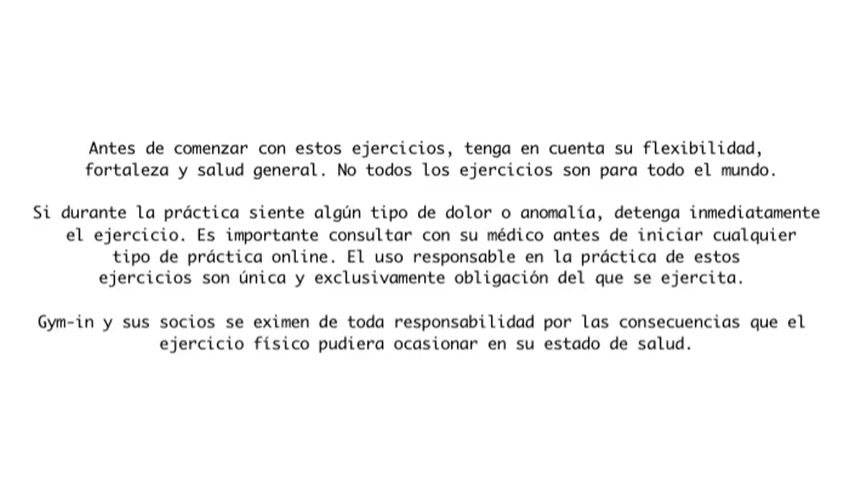 Antes de comenzar con estos ejercicios, tenga en cuenta su flexibilidad,
fortaleza y salud general. No todos los ejercicios son para todo el mundo.
Si durante la práctica siente algún tipo de dolor o anomalía, detenga inmediatamente
el ejercicio. Es importante consultar con su médico antes de iniciar cualquier
tipo de práctica online. El uso responsable en la práctica de estos
ejercicios son única y exclusivamente obligación del que se ejercita.
Gym-in y sus socios se eximen de toda responsabilidad por las consecuencias que el
ejercicio físico pudiera ocasionar en su estado de salud.